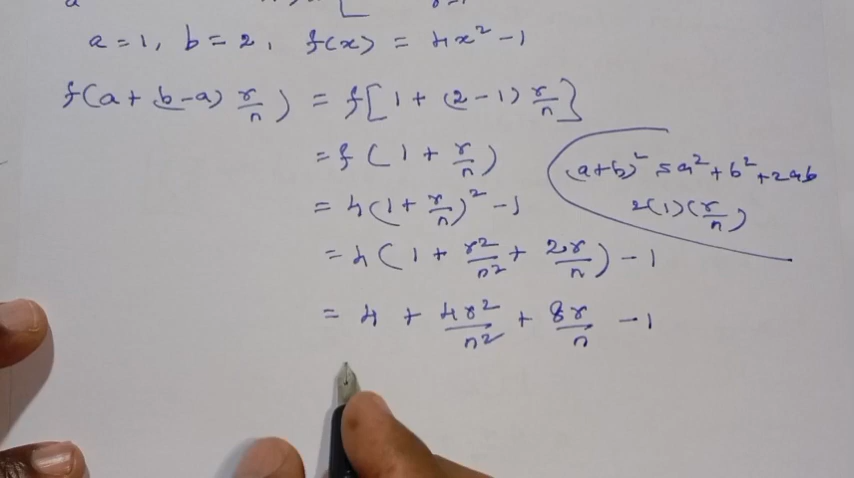 a = 1, b = 2, f(x) = 4x² - 1
f(a + (b-a) r/n) = f[1 + (2-1) r/n]
= f(1 + r/n)
(a+b)² = a² + b² + 2ab
2(1)(r/n)
= 4(1 + r/n)² - 1
= 4(1 + r²/n² + 2r/n) - 1
= 4 + 4r²/n² + 8r/n - 1